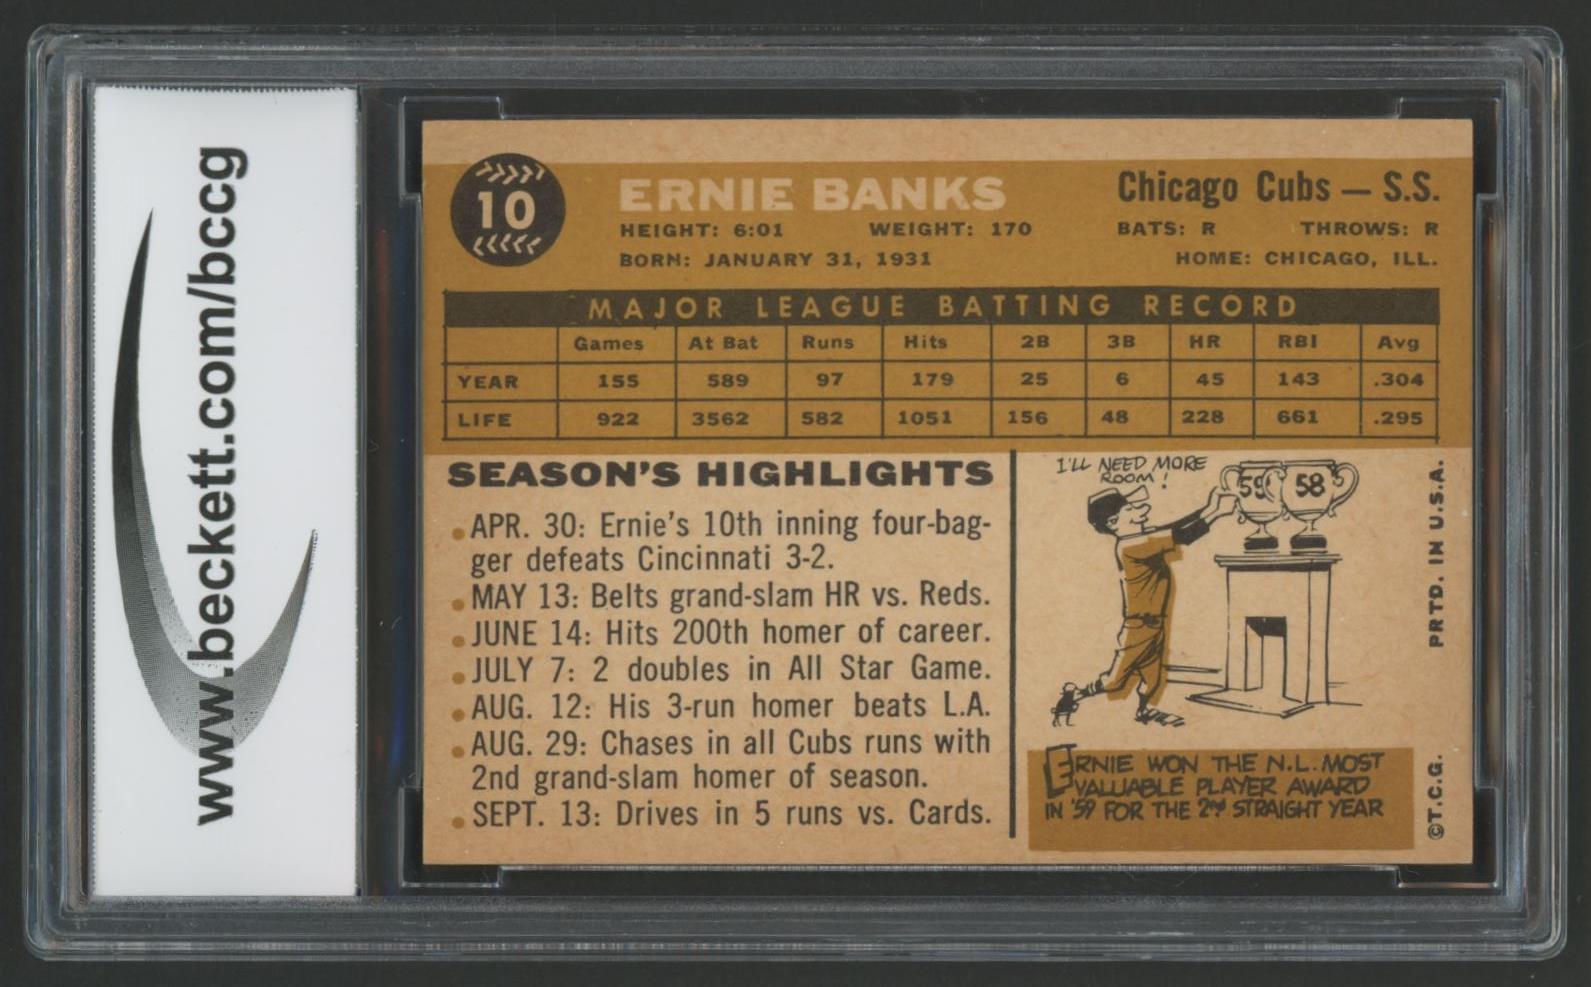 www.beckett.com/bccg
10
ERNIE BANKS
Chicago Cubs — S.S.
HEIGHT: 6:01 WEIGHT: 170 BATS: R THROWS: R
BORN: JANUARY 31, 1931 HOME: CHICAGO, ILL.
MAJOR LEAGUE BATTING RECORD
Games At Bat Runs Hits 2B 3B HR RBI Avg
YEAR 155 589 97 179 25 6 45 143 .304
LIFE 922 3562 582 1051 156 48 228 661 .295
SEASON'S HIGHLIGHTS
• APR. 30: Ernie's 10th inning four-bag-
ger defeats Cincinnati 3-2.
• MAY 13: Belts grand-slam HR vs. Reds.
• JUNE 14: Hits 200th homer of career.
• JULY 7: 2 doubles in All Star Game.
• AUG. 12: His 3-run homer beats L.A.
• AUG. 29: Chases in all Cubs runs with
2nd grand-slam homer of season.
• SEPT. 13: Drives in 5 runs vs. Cards.
I'LL NEED MORE
ROOM!
59 58
ERNIE WON THE N.L. MOST
VALUABLE PLAYER AWARD
IN '59 FOR THE 2ND STRAIGHT YEAR
©T.C.G. PRTD. IN U.S.A.